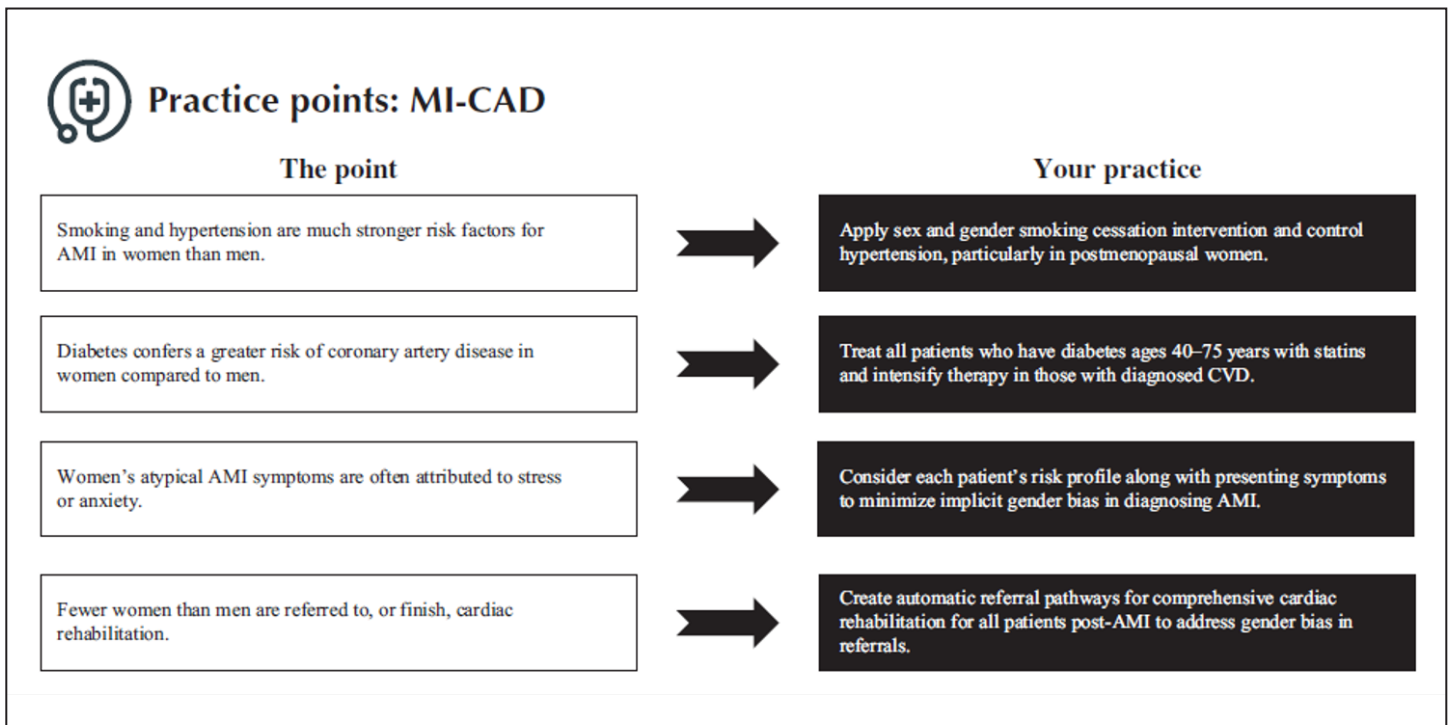 Practice points: MI-CAD
The point
Your practice
Smoking and hypertension are much stronger risk factors for
AMI in women than men.
Apply sex and gender smoking cessation intervention and control
hypertension, particularly in postmenopausal women.
Diabetes confers a greater risk of coronary artery disease in
women compared to men.
Treat all patients who have diabetes ages 40–75 years with statins
and intensify therapy in those with diagnosed CVD.
Women’s atypical AMI symptoms are often attributed to stress
or anxiety.
Consider each patient’s risk profile along with presenting symptoms
to minimize implicit gender bias in diagnosing AMI.
Fewer women than men are referred to, or finish, cardiac
rehabilitation.
Create automatic referral pathways for comprehensive cardiac
rehabilitation for all patients post-AMI to address gender bias in
referrals.